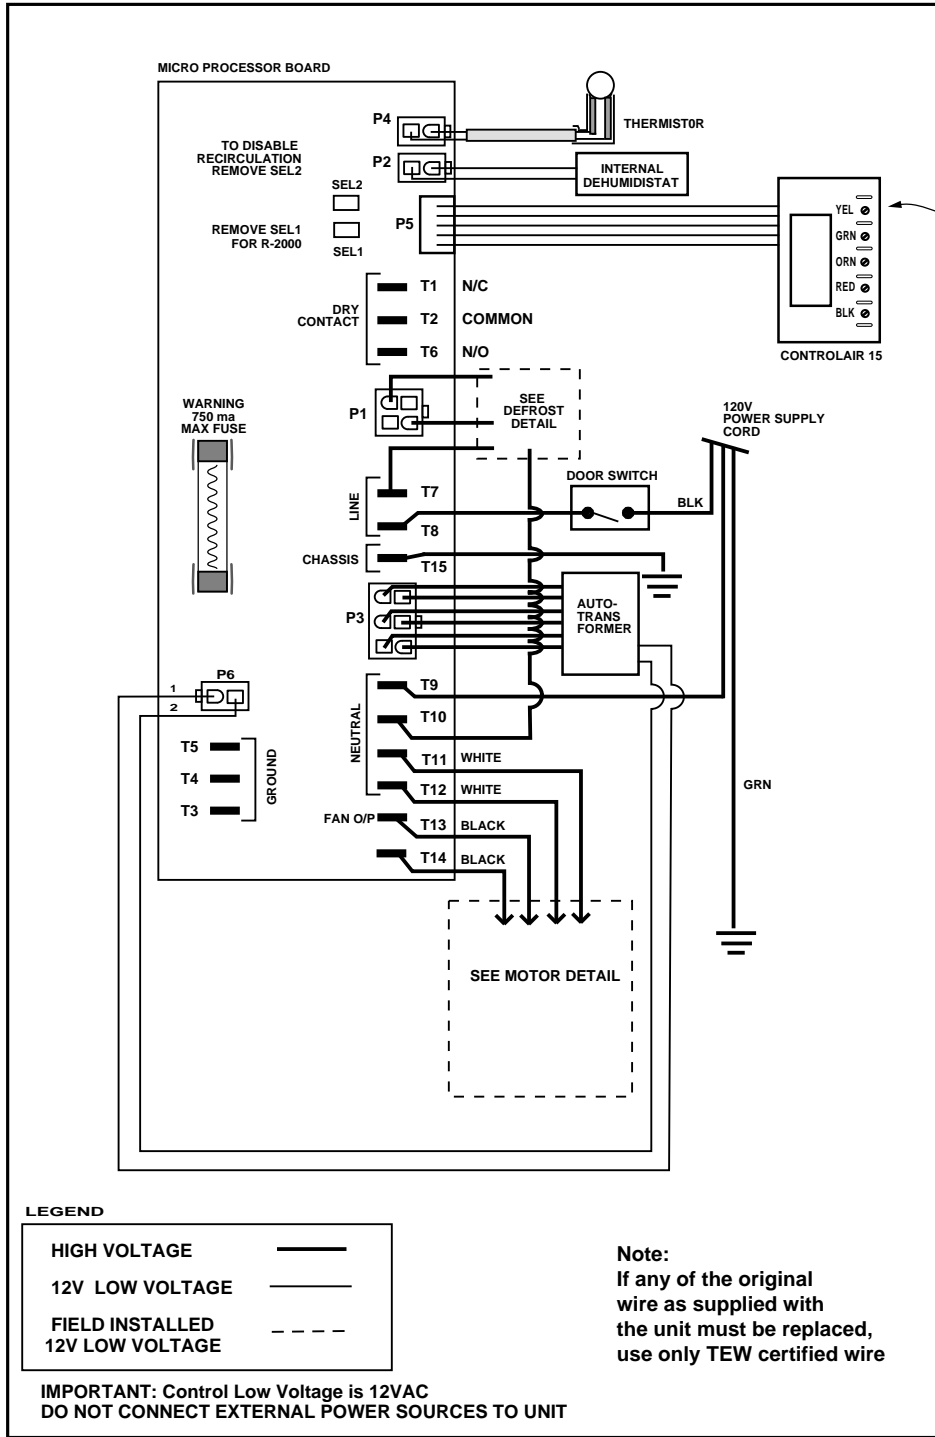 MICRO PROCESSOR BOARD
P4
THERMIST0R
TO DISABLE
RECIRCULATION
REMOVE SEL2
P2
INTERNAL
DEHUMIDISTAT
SEL2
REMOVE SEL1
FOR R-2000
SEL1
P5
YEL
GRN
ORN
RED
BLK
CONTROLAIR 15
DRY
CONTACT
T1 N/C
T2 COMMON
T6 N/O
WARNING
750 ma
MAX FUSE
P1
SEE
DEFROST
DETAIL
120V
POWER SUPPLY
CORD
DOOR SWITCH
BLK
LINE
T7
T8
CHASSIS
T15
P3
AUTO-
TRANS
FORMER
P6
1
2
NEUTRAL
T9
T10
T11 WHITE
T12 WHITE
T5
T4
T3
GROUND
GRN
FAN O/P
T13 BLACK
T14 BLACK
SEE MOTOR DETAIL
LEGEND
HIGH VOLTAGE
12V LOW VOLTAGE
FIELD INSTALLED
12V LOW VOLTAGE
Note:
If any of the original
wire as supplied with
the unit must be replaced,
use only TEW certified wire
IMPORTANT: Control Low Voltage is 12VAC
DO NOT CONNECT EXTERNAL POWER SOURCES TO UNIT